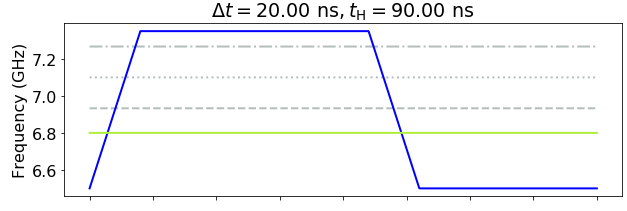 Δt = 20.00 ns, t_H = 90.00 ns
Frequency (GHz)
7.2
7.0
6.8
6.6